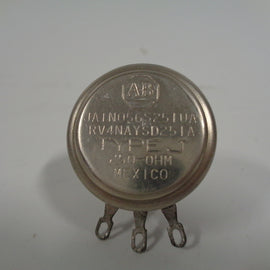 AB
JA1N056S251UA
RV4NAYSD251A
TYPE J
250-OHM
MEXICO